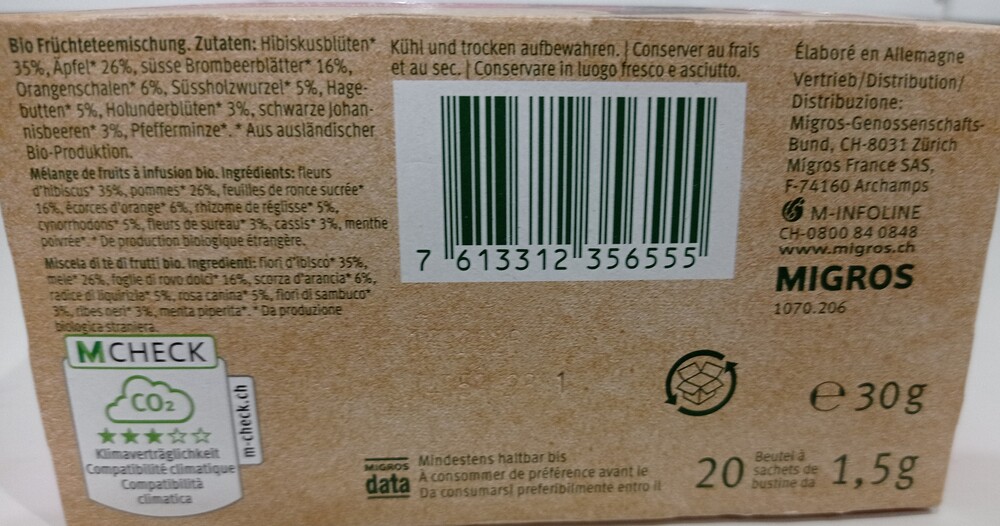 Bio Früchteteemischung. Zutaten: Hibiskusblüten*
35%, Äpfel* 26%, süsse Brombeerblätter* 16%,
Orangenschalen* 6%, Süssholzwurzel* 5%, Hage-
butten* 5%, Holunderblüten* 3%, schwarze Johan-
nisbeeren* 3%, Pfefferminze*. * Aus ausländischer
Bio-Produktion.
Mélange de fruits à infusion bio. Ingrédients: fleurs
d'hibiscus* 35%, pommes* 26%, feuilles de ronce sucrée*
16%, écorces d'orange* 6%, rhizome de réglisse* 5%,
cynorrhodons* 5%, fleurs de sureau* 3%, cassis* 3%, menthe
poivrée*. * De production biologique étrangère.
Miscela di tè di frutti bio. Ingredienti: fiori d'ibisco* 35%,
mele* 26%, foglie di rovo dolci* 16%, scorza d'arancia* 6%,
radice di liquirizia* 5%, rosa canina* 5%, fiori di sambuco*
3%, ribes neri* 3%, menta piperita*. * Da produzione
biologica straniera.
M CHECK
CO2
Klimaverträglichkeit
Compatibilité climatique
Compatibilità
climatica
m-check.ch
Kühl und trocken aufbewahren. | Conserver au frais
et au sec. | Conservare in luogo fresco e asciutto.
7 613312 356555
1
MIGROS
data
Mindestens haltbar bis
À consommer de préférence avant le
Da consumarsi preferibilmente entro il
Élaboré en Allemagne
Vertrieb/Distribution/
Distribuzione:
Migros-Genossenschafts-
Bund, CH-8031 Zürich
Migros France SAS,
F-74160 Archamps
M-INFOLINE
CH-0800 84 0848
www.migros.ch
MIGROS
1070.206
℮ 30g
20 Beutel à
sachets de
bustine da
1,5g